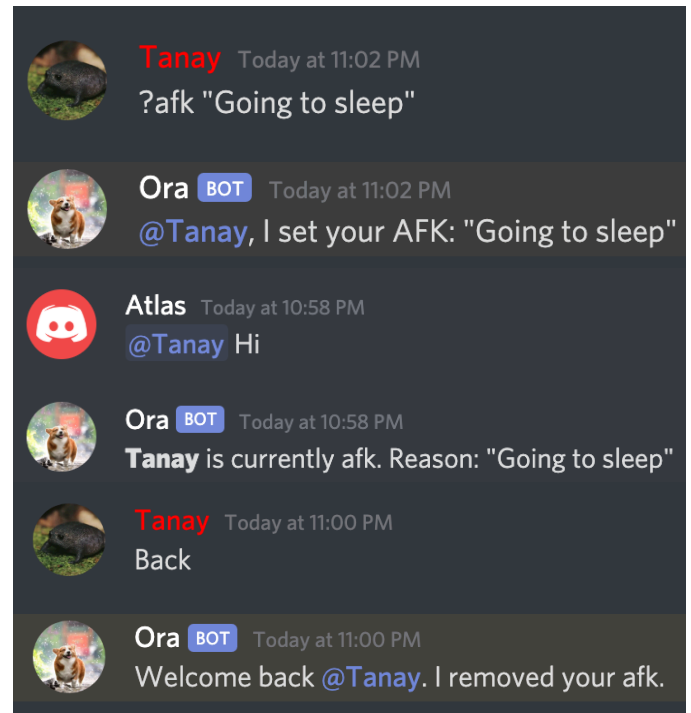 Tanay Today at 11:02 PM
?afk "Going to sleep"
Ora BOT Today at 11:02 PM
@Tanay, I set your AFK: "Going to sleep"
Atlas Today at 10:58 PM
@Tanay Hi
Ora BOT Today at 10:58 PM
Tanay is currently afk. Reason: "Going to sleep"
Tanay Today at 11:00 PM
Back
Ora BOT Today at 11:00 PM
Welcome back @Tanay. I removed your afk.